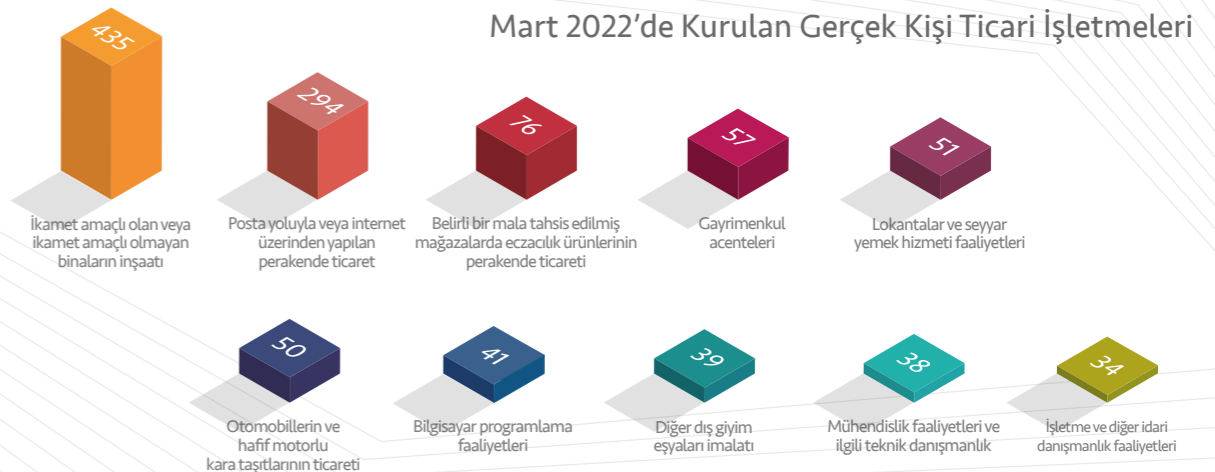 Mart 2022'de Kurulan Gerçek Kişi Ticari İşletmeleri
435
İkamet amaçlı olan veya
ikamet amaçlı olmayan
binaların inşaatı
294
Posta yoluyla veya internet
üzerinden yapılan
perakende ticaret
76
Belirli bir mala tahsis edilmiş
mağazalarda eczacılık ürünlerinin
perakende ticareti
57
Gayrimenkul
acenteleri
51
Lokantalar ve seyyar
yemek hizmeti faaliyetleri
50
Otomobillerin ve
hafif motorlu
kara taşıtlarının ticareti
41
Bilgisayar programlama
faaliyetleri
39
Diğer dış giyim
eşyaları imalatı
38
Mühendislik faaliyetleri ve
ilgili teknik danışmanlık
34
İşletme ve diğer idari
danışmanlık faaliyetleri